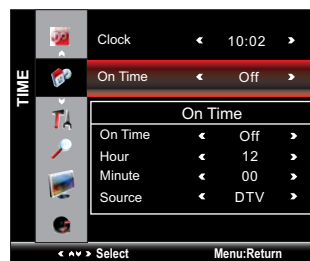 TIME
Clock 10:02
On Time Off
On Time
On Time Off
Hour 12
Minute 00
Source DTV
Select Menu:Return